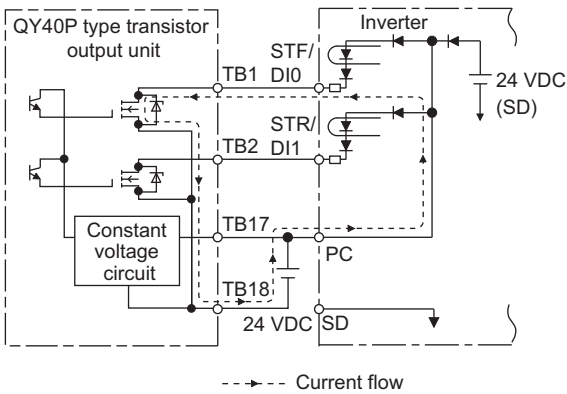 QY40P type transistor
output unit
Inverter
STF/
DI0
TB1
24 VDC
(SD)
STR/
DI1
TB2
TB17
Constant
voltage
circuit
PC
TB18
24 VDC
SD
Current flow